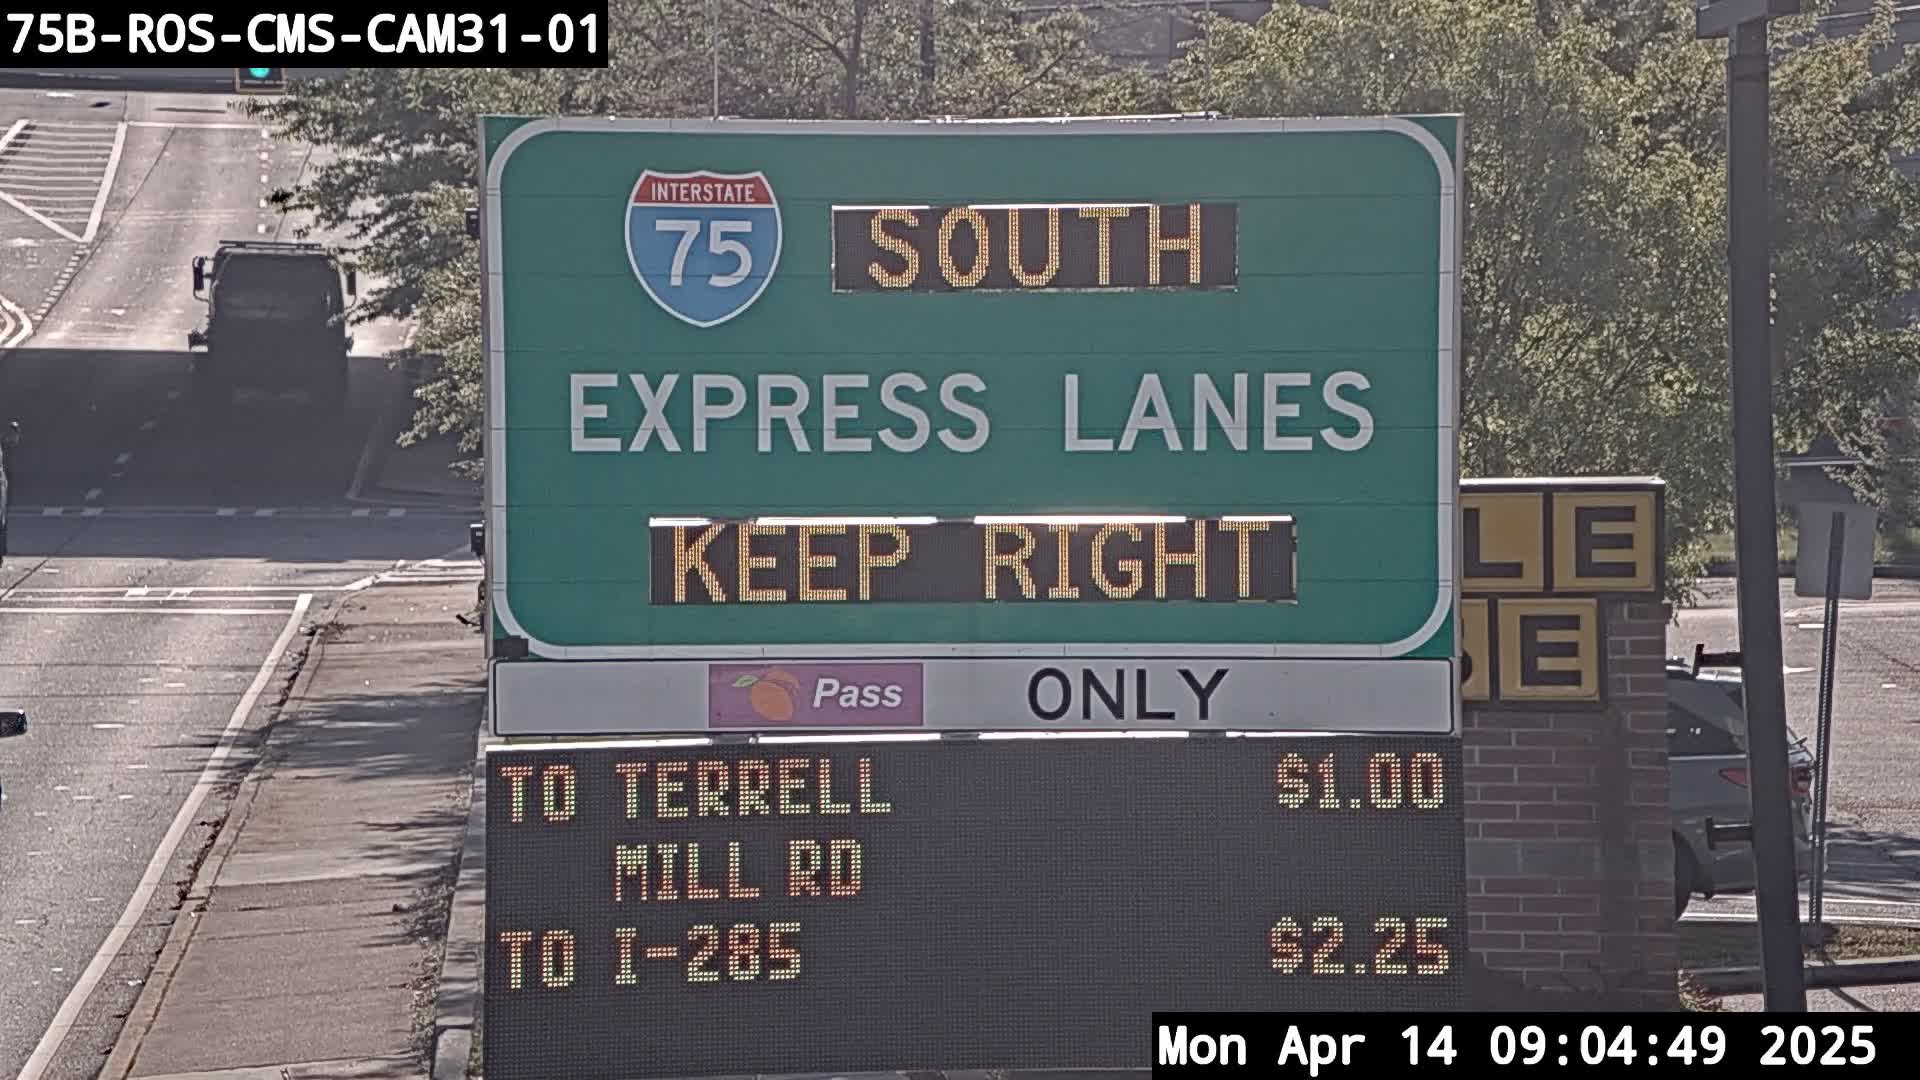 75B-ROS-CMS-CAM31-01
INTERSTATE
75
SOUTH
EXPRESS LANES
KEEP RIGHT
Pass ONLY
TO TERRELL $1.00
MILL RD
TO I-285 $2.25
LE
E
Mon Apr 14 09:04:49 2025